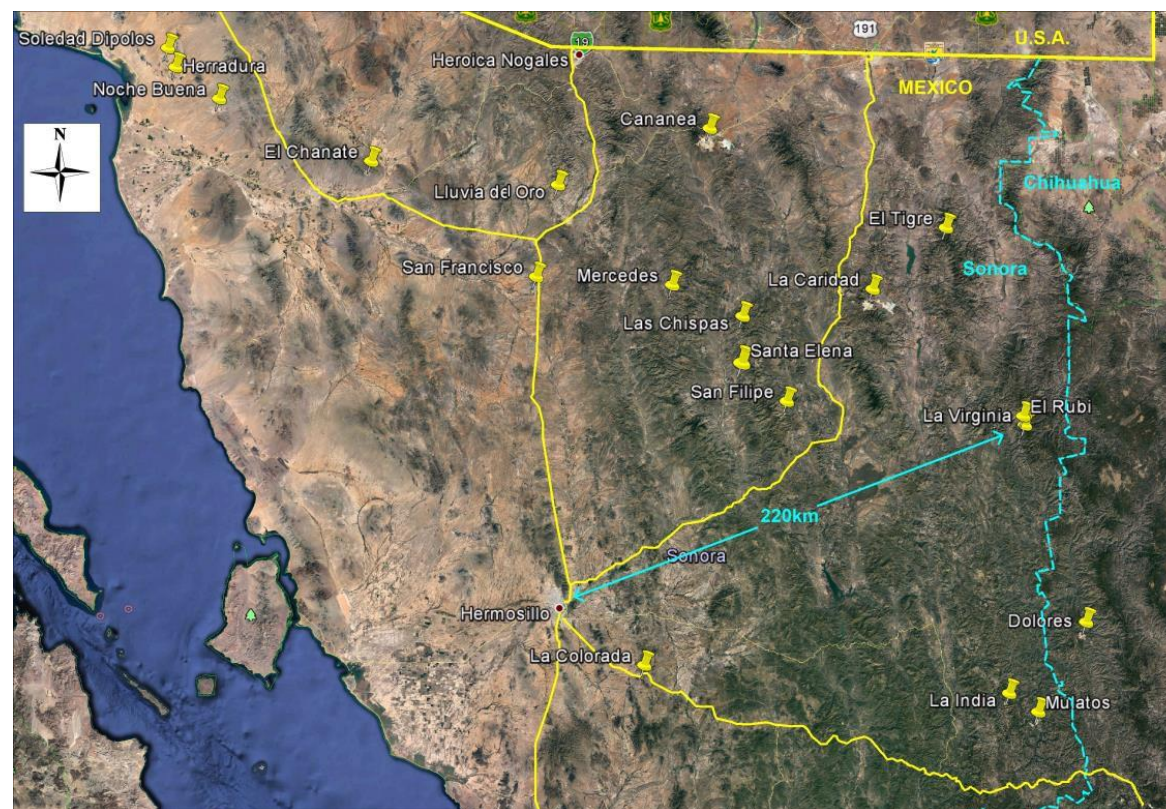 191
U.S.A.
Soledad Dipolos
19
Herradura
Heroica Nogales
MEXICO
Noche Buena
Cananea
N
El Chanate
Lluvia del Oro
Chihuahua
El Tigre
San Francisco
Mercedes
La Caridad
Sonora
Las Chispas
Santa Elena
San Filipe
La Virginia
El Rubi
220km
Sonora
Hermosillo
Dolores
La Colorada
La India
Mulatos